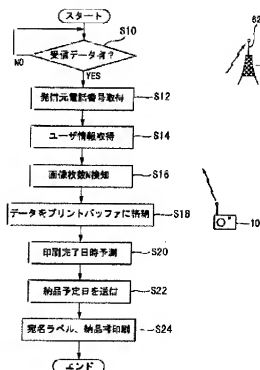 スタート
S10
受信データ有?
NO
YES
発信元電話番号取得
S12
ユーザ情報取得
S14
画像枚数N検知
S16
データをプリントバッファに格納
S18
印刷完了日時予測
S20
納品予定日を送付
S22
宛名ラベル、納品書印刷
S24
エンド
62
10